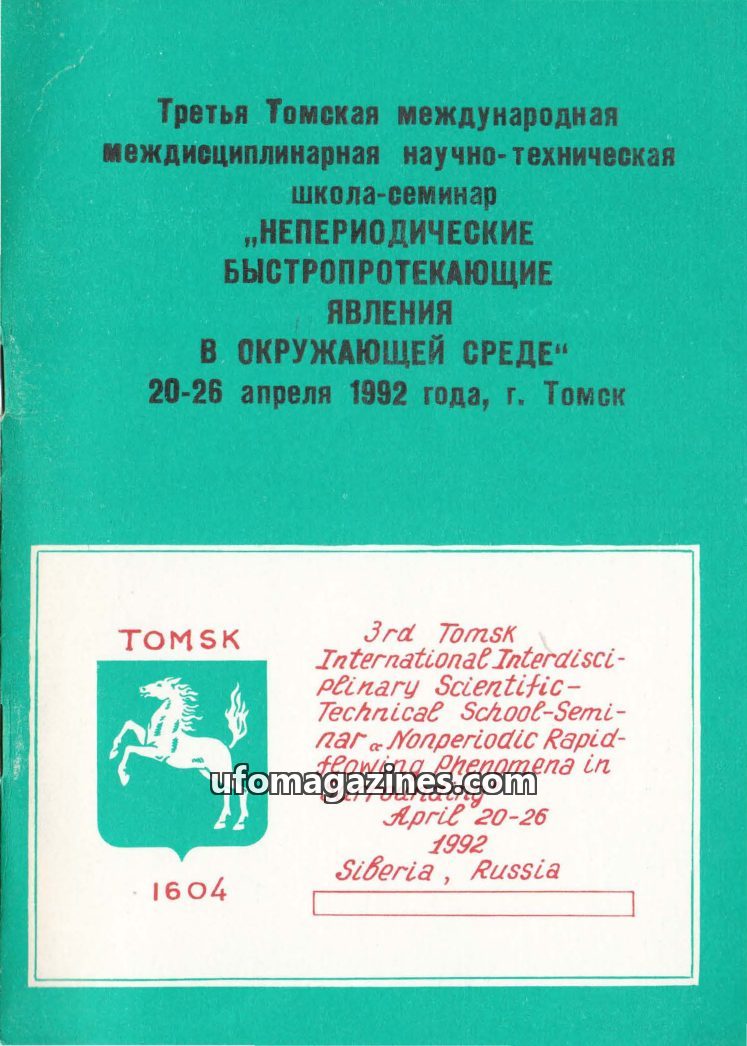 Третья Томская международная
междисциплинарная научно-техническая
школа-семинар
„НЕПЕРИОДИЧЕСКИЕ
БЫСТРОПРОТЕКАЮЩИЕ
ЯВЛЕНИЯ
В ОКРУЖАЮЩЕЙ СРЕДЕ“
20-26 апреля 1992 года, г. Томск
TOMSK
1604
3rd Tomsk
International Interdisci-
plinary Scientific-
Technical School-Semi-
nar „Nonperiodic Rapid-
flowing Phenomena in
ufomagazines.com
April 20-26
1992
Siberia, Russia